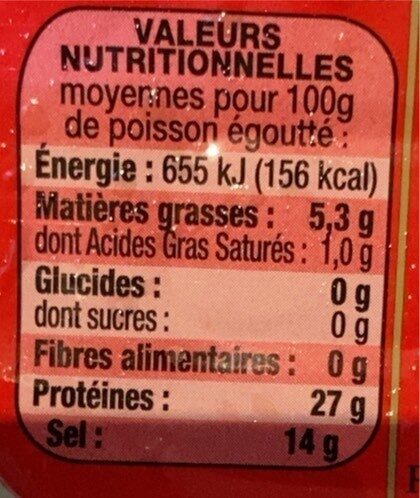 VALEURS
NUTRITIONNELLES
moyennes pour 100g
de poisson égoutté :
Énergie : 655 kJ (156 kcal)
Matières grasses : 5,3 g
dont Acides Gras Saturés : 1,0 g
Glucides : 0 g
dont sucres : 0 g
Fibres alimentaires : 0 g
Protéines : 27 g
Sel : 14 g